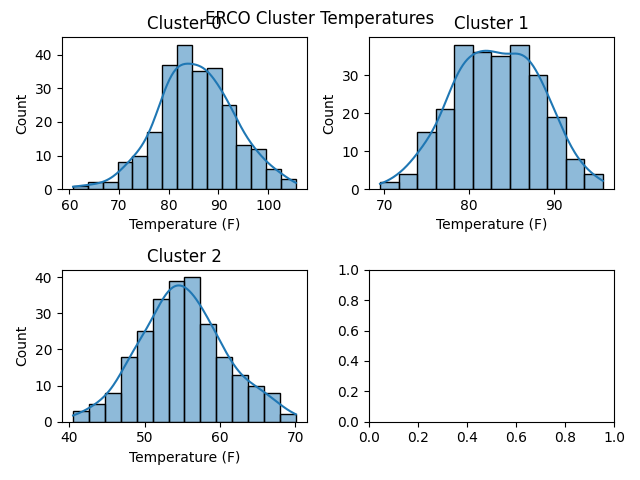 ERCO Cluster Temperatures
Cluster 0
Cluster 1
40
30
20
10
0
Count
60 70 80 90 100
Temperature (F)
30
20
10
0
Count
70 80 90
Temperature (F)
Cluster 2
40
30
20
10
0
Count
40 50 60 70
Temperature (F)
1.0
0.8
0.6
0.4
0.2
0.0
0.0 0.2 0.4 0.6 0.8 1.0